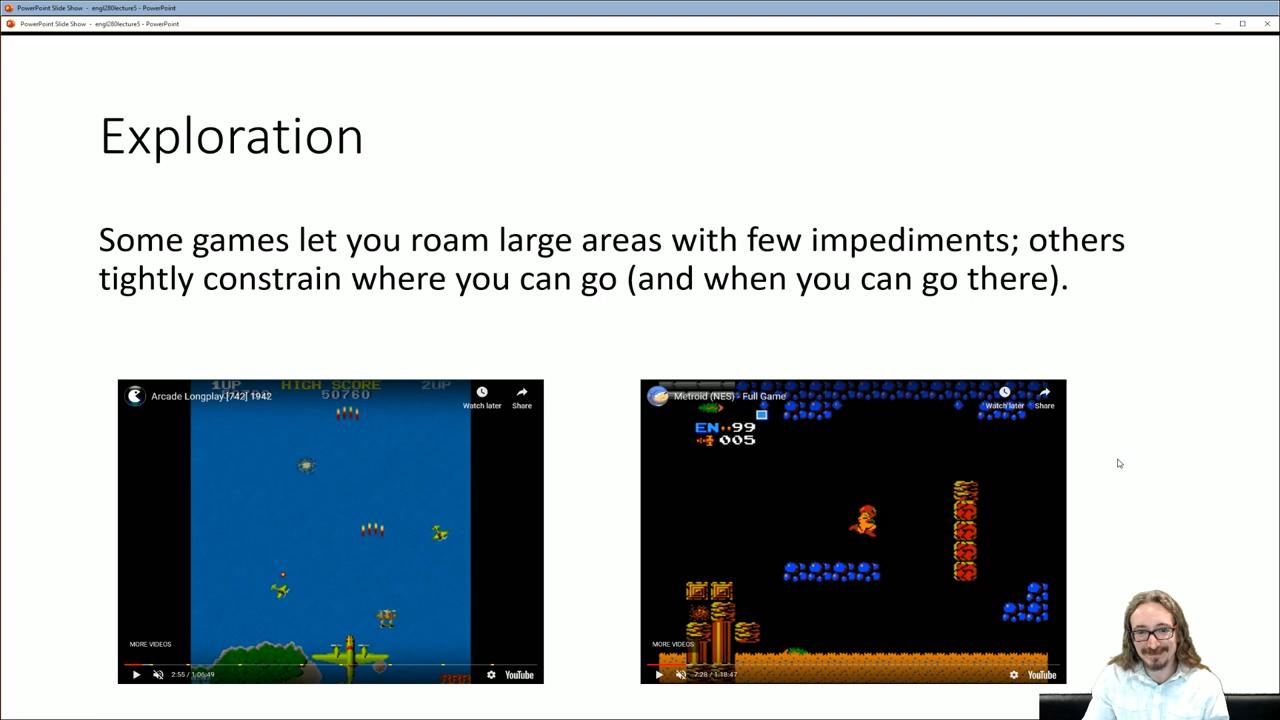 PowerPoint Slide Show - engl280lecture5 - PowerPoint
PowerPoint Slide Show - engl280lecture5 - PowerPoint
Exploration
Some games let you roam large areas with few impediments; others
tightly constrain where you can go (and when you can go there).
1UP HIGH SCORE 2UP
50760
Arcade Longplay [742] 1942
Watch later
Share
MORE VIDEOS
2:55 / 1:06:49
YouTube
Metroid (NES) - Full Game
Watch later
Share
EN..99
005
MORE VIDEOS
7:28 / 1:18:47
YouTube